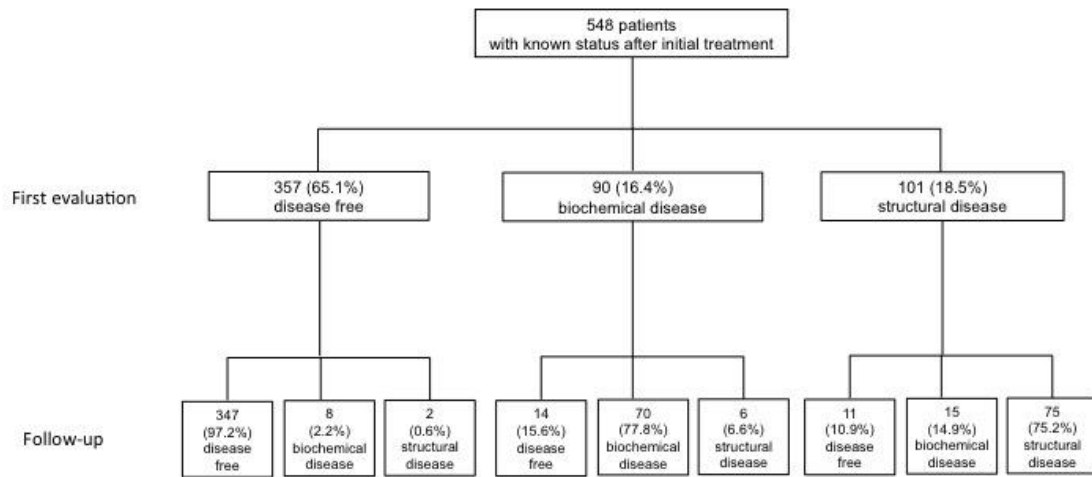 548 patients
with known status after initial treatment
First evaluation
357 (65.1%)
disease free
90 (16.4%)
biochemical disease
101 (18.5%)
structural disease
Follow-up
347
(97.2%)
disease
free
8
(2.2%)
biochemical
disease
2
(0.6%)
structural
disease
14
(15.6%)
disease
free
70
(77.8%)
biochemical
disease
6
(6.6%)
structural
disease
11
(10.9%)
disease
free
15
(14.9%)
biochemical
disease
75
(75.2%)
structural
disease